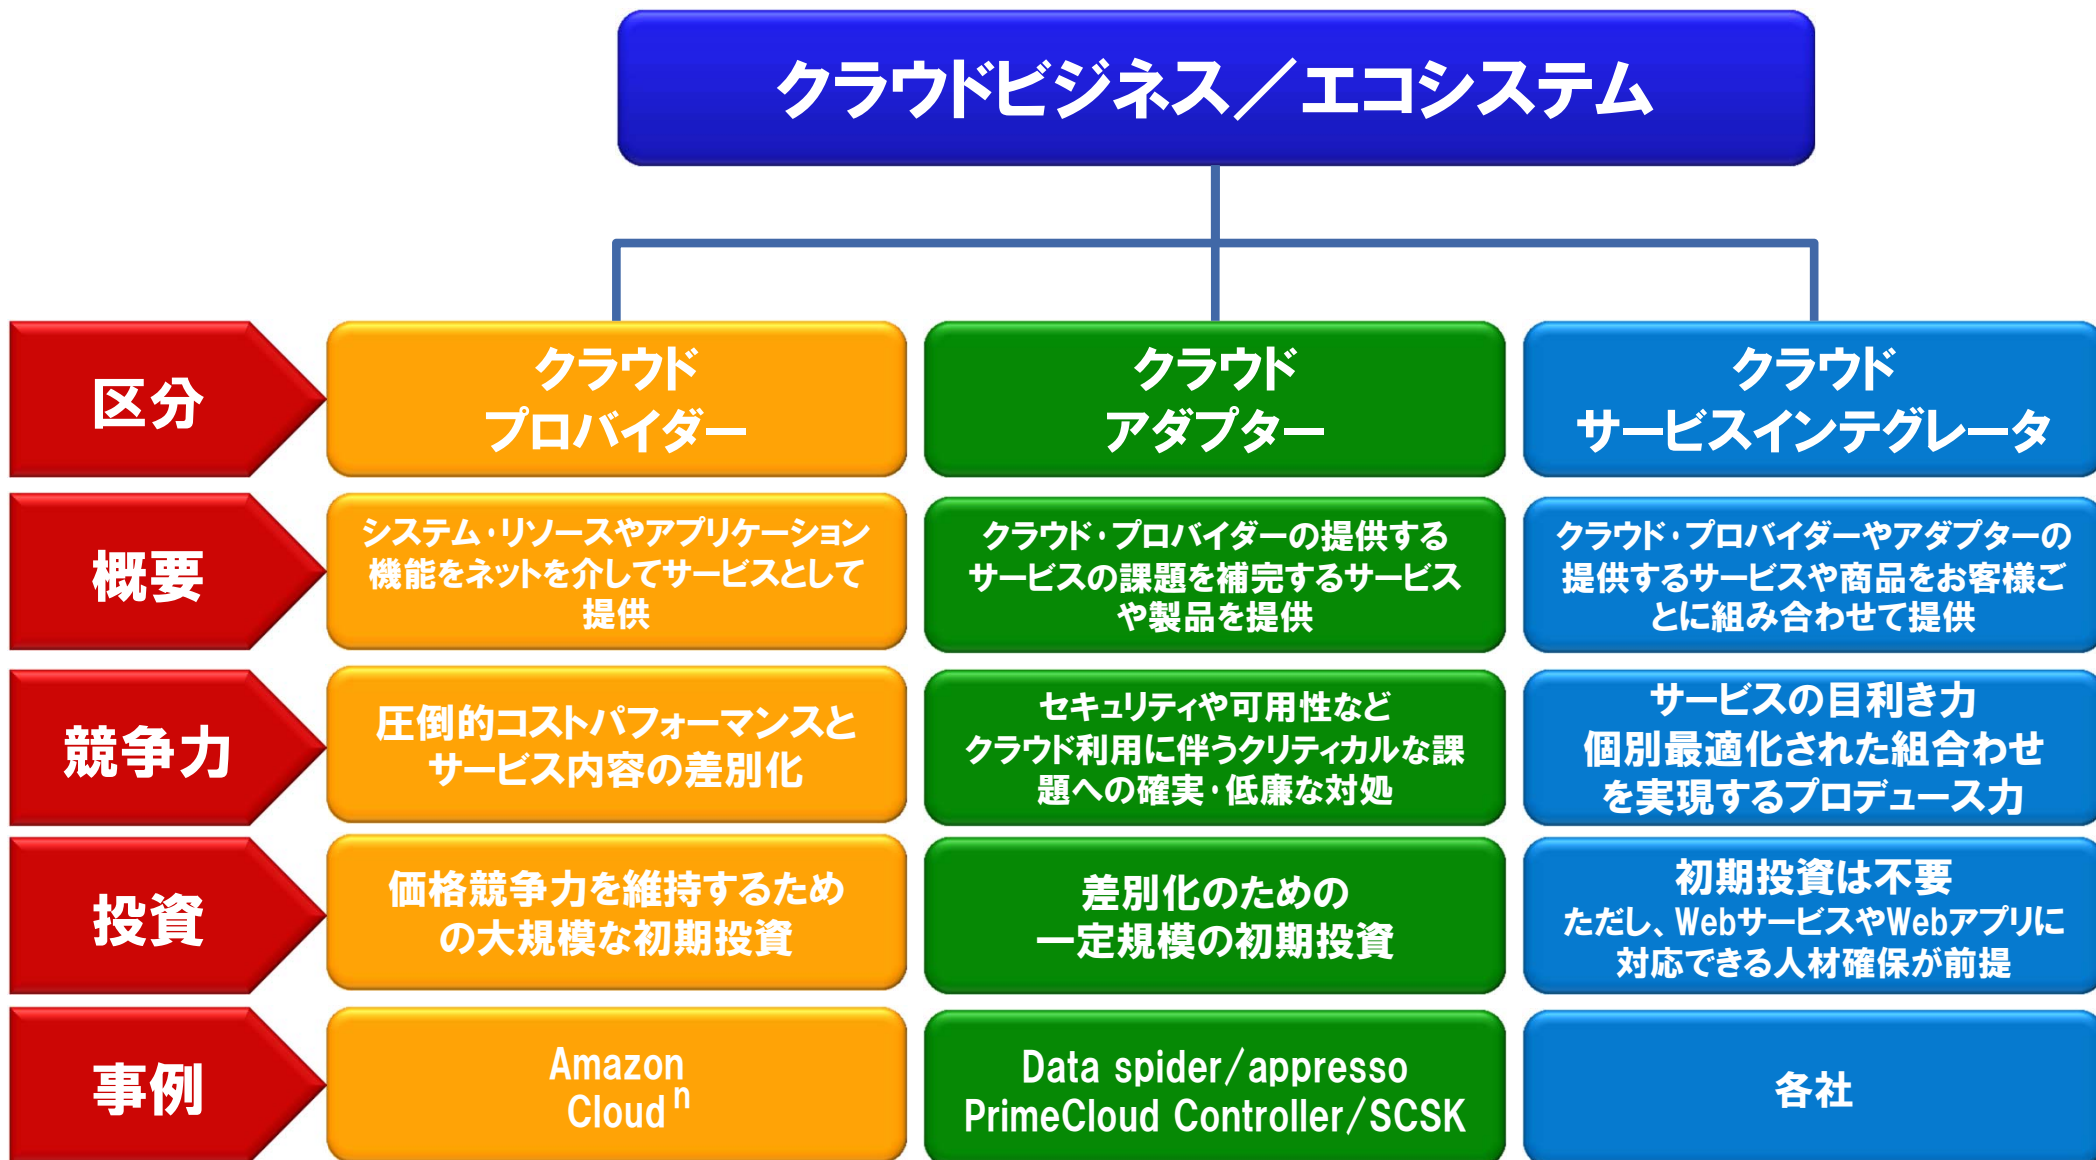 クラウドビジネス／エコシステム
区分
クラウド
プロバイダー
クラウド
アダプター
クラウド
サービスインテグレータ
概要
システム・リソースやアプリケーション
機能をネットを介してサービスとして
提供
クラウド・プロバイダーの提供する
サービスの課題を補完するサービス
や製品を提供
クラウド・プロバイダーやアダプターの
提供するサービスや商品をお客様ご
とに組み合わせて提供
競争力
圧倒的コストパフォーマンスと
サービス内容の差別化
セキュリティや可用性など
クラウド利用に伴うクリティカルな課
題への確実・低廉な対処
サービスの目利き力
個別最適化された組合わせ
を実現するプロデュース力
投資
価格競争力を維持するため
の大規模な初期投資
差別化のための
一定規模の初期投資
初期投資は不要
ただし、WebサービスやWebアプリに
対応できる人材確保が前提
事例
Amazon
Cloud n
Data spider/appresso
PrimeCloud Controller/SCSK
各社